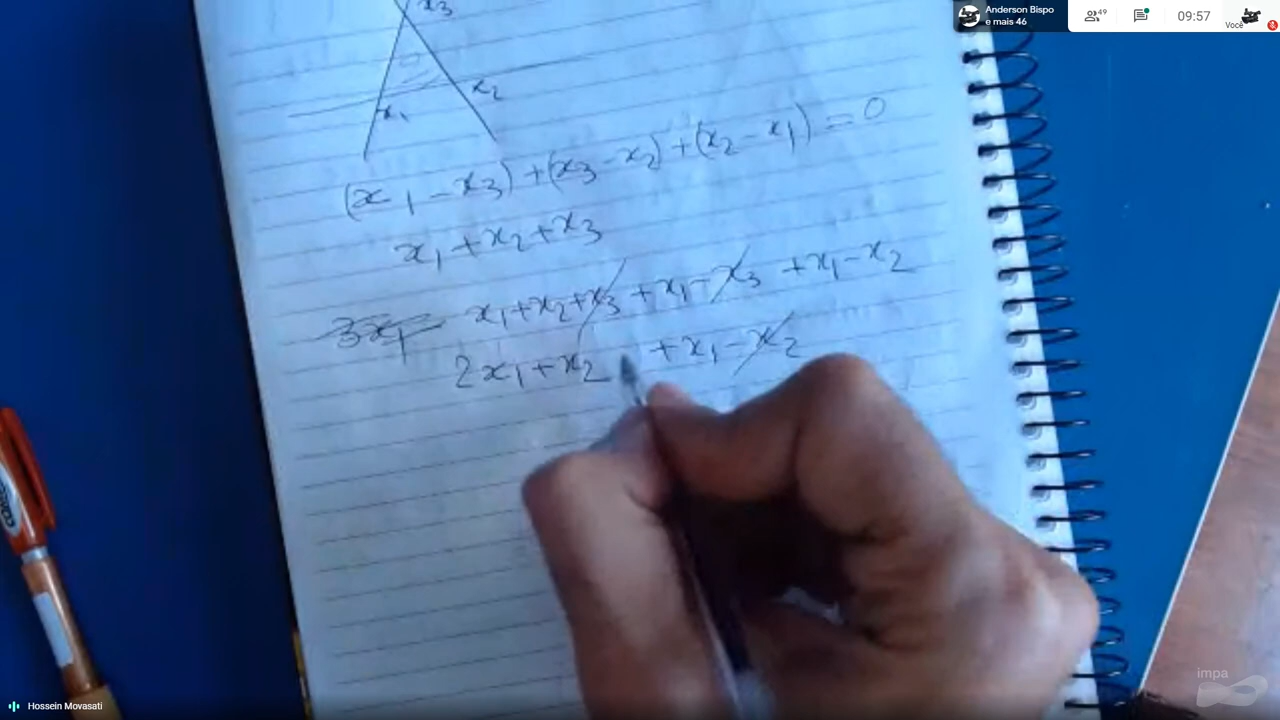 Anderson Bispo
e mais 46
49
09:57
Você
x₃
x₂
x₁
(x₁ - x₃) + (x₃ - x₂) + (x₂ - x₁) = 0
x₁ + x₂ + x₃
3x₁ x₁ + x₂ + x₃ + x₁ - x₃ + x₁ - x₂
2x₁ + x₂ + x₁ - x₂
impa
Hossein Movasati